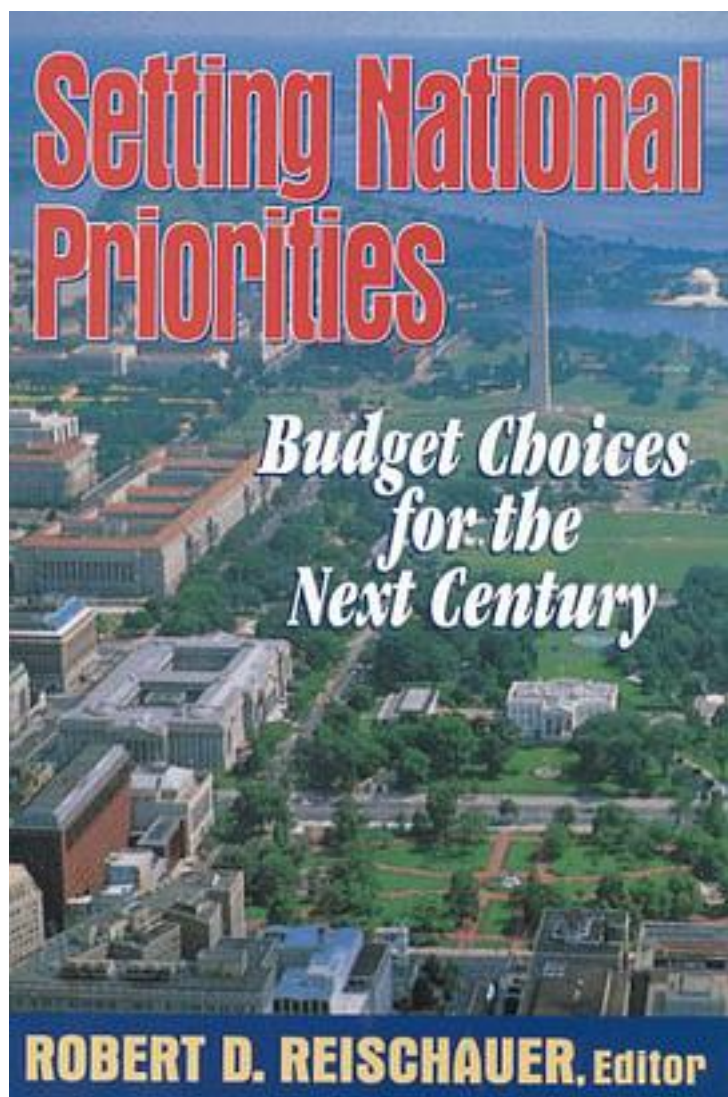 Setting National
Priorities
Budget Choices
for the
Next Century
ROBERT D. REISCHAUER, Editor